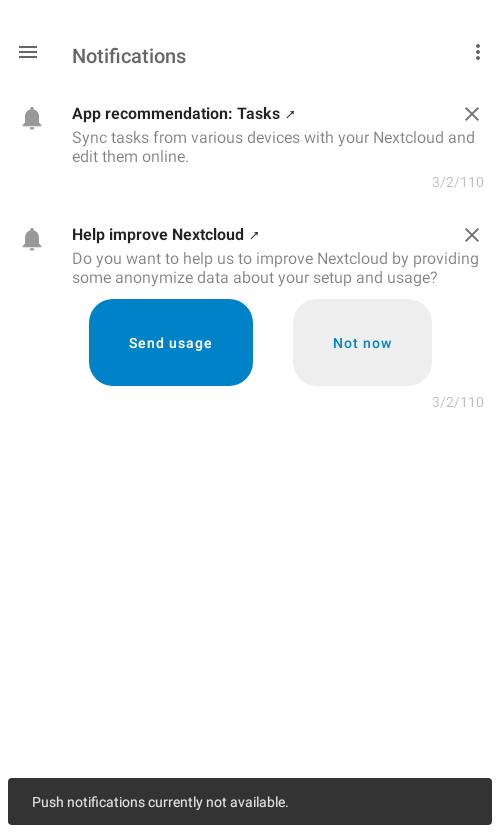 Notifications
App recommendation: Tasks ↗
Sync tasks from various devices with your Nextcloud and
edit them online.
3/2/110
Help improve Nextcloud ↗
Do you want to help us to improve Nextcloud by providing
some anonymize data about your setup and usage?
Send usage
Not now
3/2/110
Push notifications currently not available.